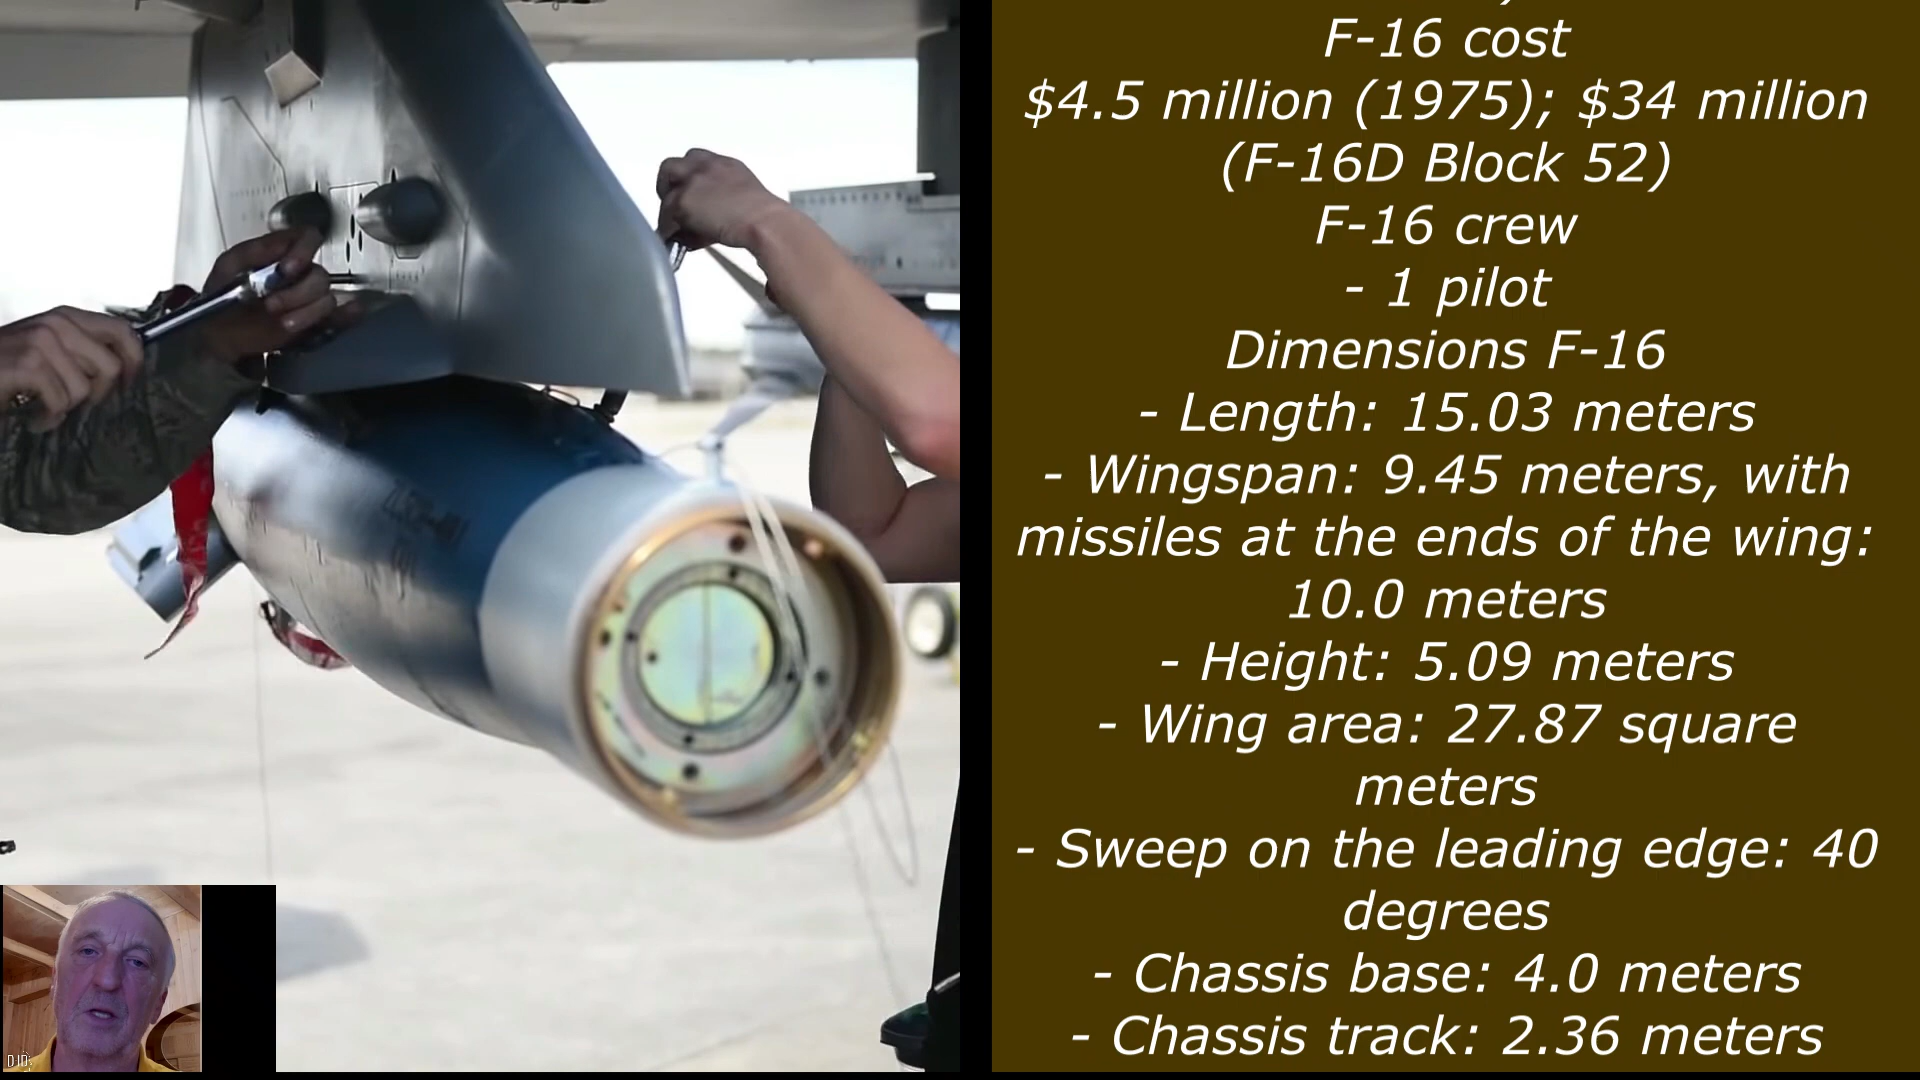 F-16 cost
$4.5 million (1975); $34 million
(F-16D Block 52)
F-16 crew
- 1 pilot
Dimensions F-16
- Length: 15.03 meters
- Wingspan: 9.45 meters, with
missiles at the ends of the wing:
10.0 meters
- Height: 5.09 meters
- Wing area: 27.87 square
meters
- Sweep on the leading edge: 40
degrees
- Chassis base: 4.0 meters
- Chassis track: 2.36 meters